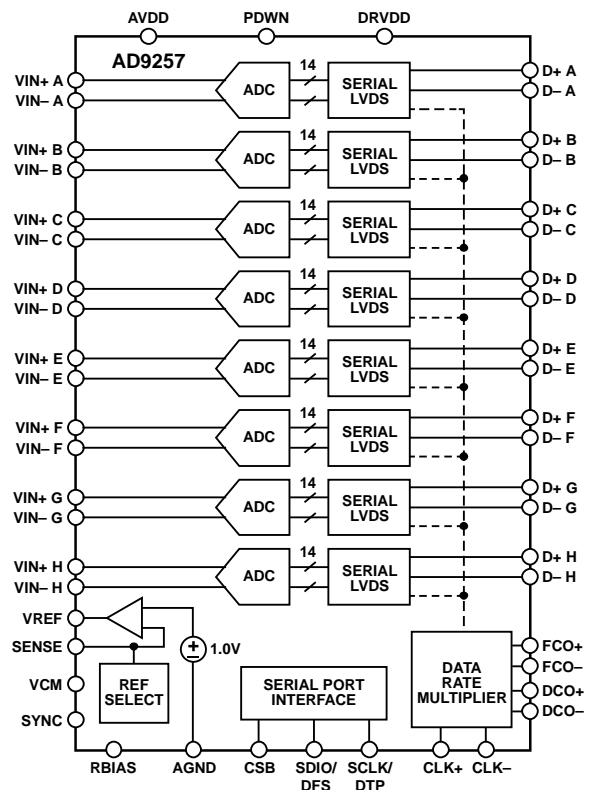 AVDD PDWN DRVDD
AD9257
VIN+ A ADC 14 SERIAL LVDS D+ A
VIN– A D– A
VIN+ B ADC 14 SERIAL LVDS D+ B
VIN– B D– B
VIN+ C ADC 14 SERIAL LVDS D+ C
VIN– C D– C
VIN+ D ADC 14 SERIAL LVDS D+ D
VIN– D D– D
VIN+ E ADC 14 SERIAL LVDS D+ E
VIN– E D– E
VIN+ F ADC 14 SERIAL LVDS D+ F
VIN– F D– F
VIN+ G ADC 14 SERIAL LVDS D+ G
VIN– G D– G
VIN+ H ADC 14 SERIAL LVDS D+ H
VIN– H D– H
VREF
SENSE
VCM
SYNC
1.0V
REF
SELECT
SERIAL PORT
INTERFACE
DATA
RATE
MULTIPLIER
FCO+
FCO–
DCO+
DCO–
RBIAS AGND CSB SDIO/ SCLK/ CLK+ CLK–
DFS DTP